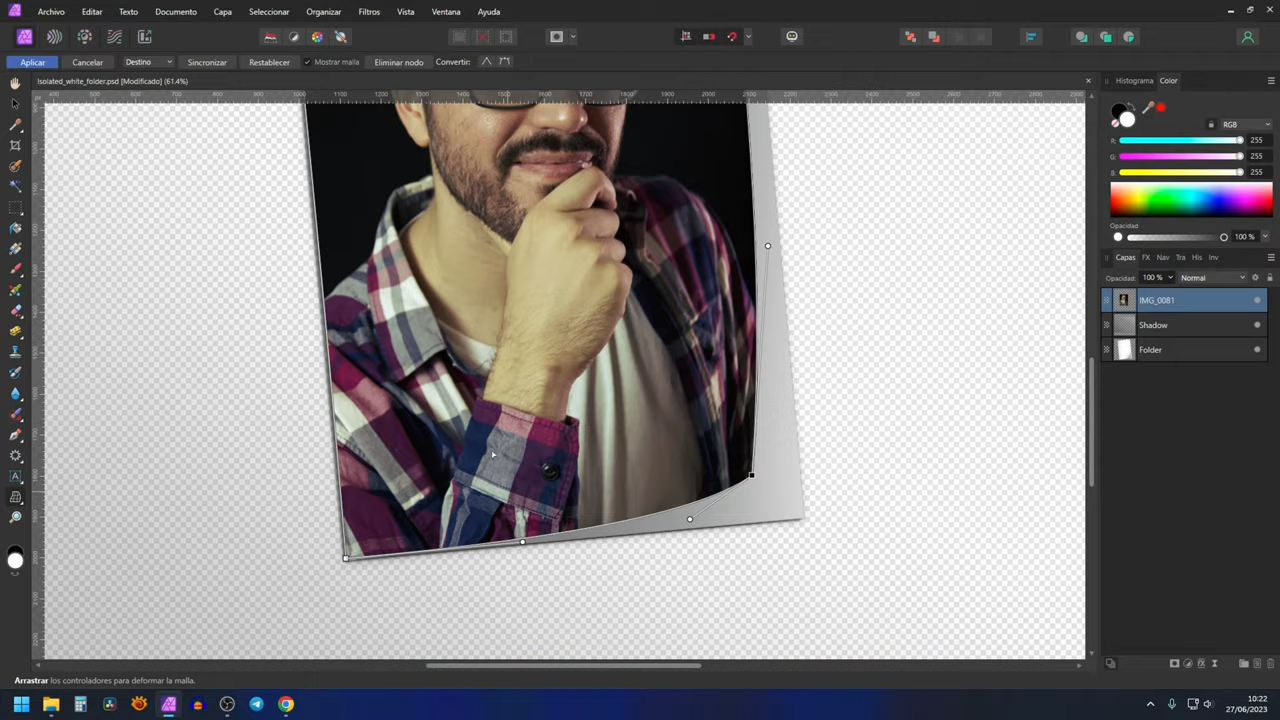 Archivo Editar Texto Documento Capa Seleccionar Organizar Filtros Vista Ventana Ayuda
Aplicar Cancelar Destino Sincronizar Restablecer Mostrar malla Eliminar nodo Convertir:
Isolated_white_folder.psd [Modificado] (61.4%)
Histograma Color
RGB
R: 255
G: 255
B: 255
Opacidad
100 %
Capas FX Nav Tra His Inv
Opacidad: 100 % Normal
IMG_0081
Shadow
Folder
Arrastrar los controladores para deformar la malla.
10:22
27/06/2023